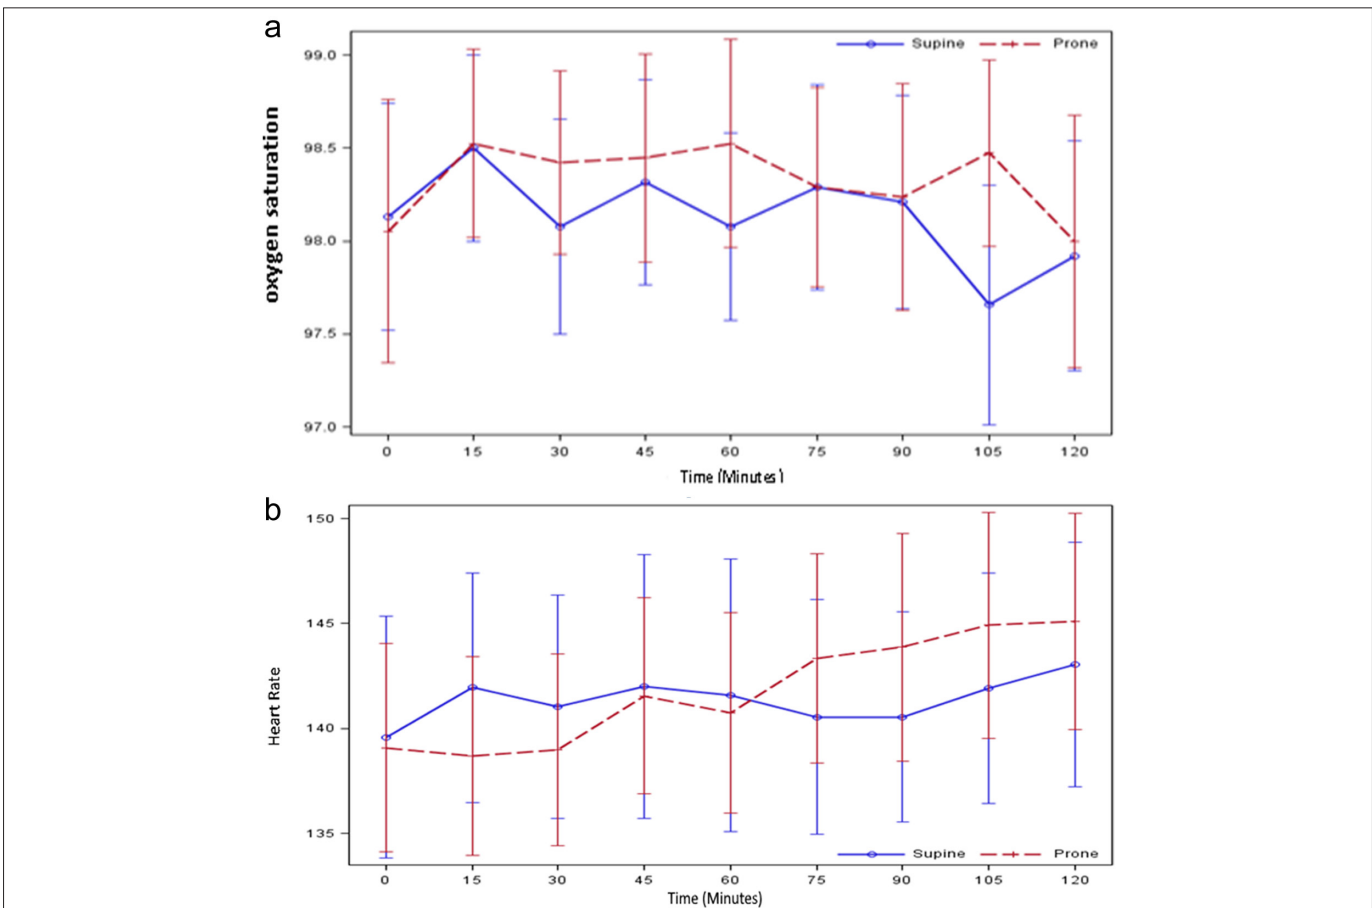 a
Supine
Prone
99.0
98.5
98.0
97.5
97.0
oxygen saturation
0 15 30 45 60 75 90 105 120
Time (Minutes)
b
150
145
140
135
Heart Rate
Supine
Prone
0 15 30 45 60 75 90 105 120
Time (Minutes)